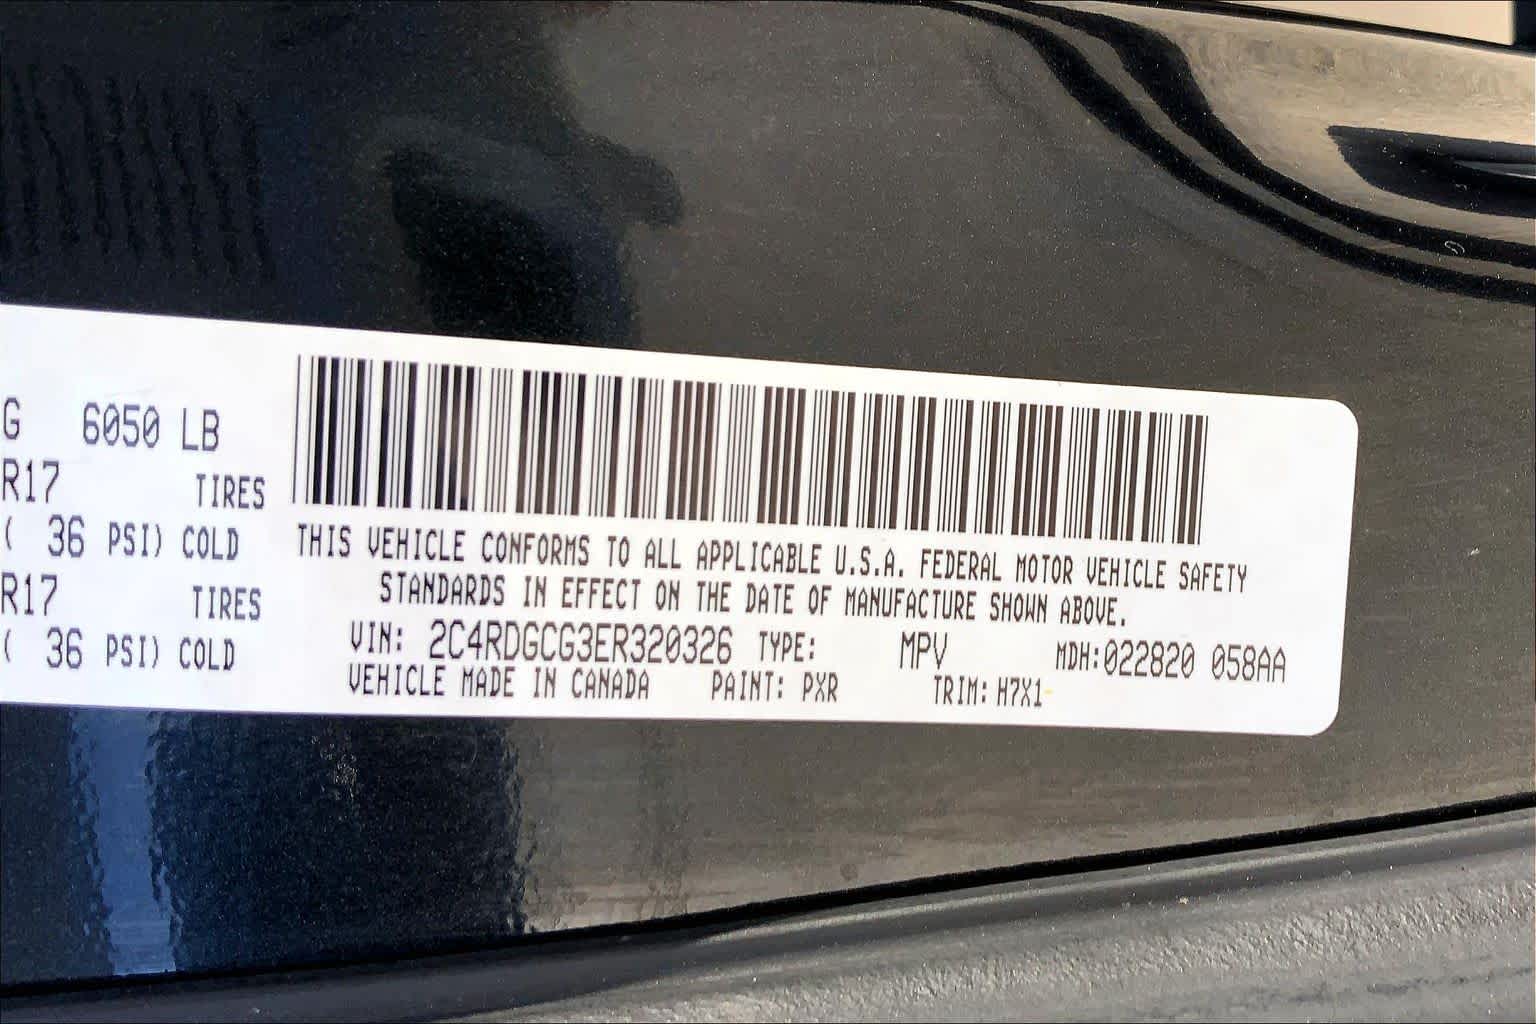 G 6050 LB
R17 TIRES
( 36 PSI) COLD
R17 TIRES
( 36 PSI) COLD
THIS VEHICLE CONFORMS TO ALL APPLICABLE U.S.A. FEDERAL MOTOR VEHICLE SAFETY
STANDARDS IN EFFECT ON THE DATE OF MANUFACTURE SHOWN ABOVE.
VIN: 2C4RDGCG3ER320326 TYPE: MPV MDH:022820 058AA
VEHICLE MADE IN CANADA PAINT: PXR TRIM: H7X1-